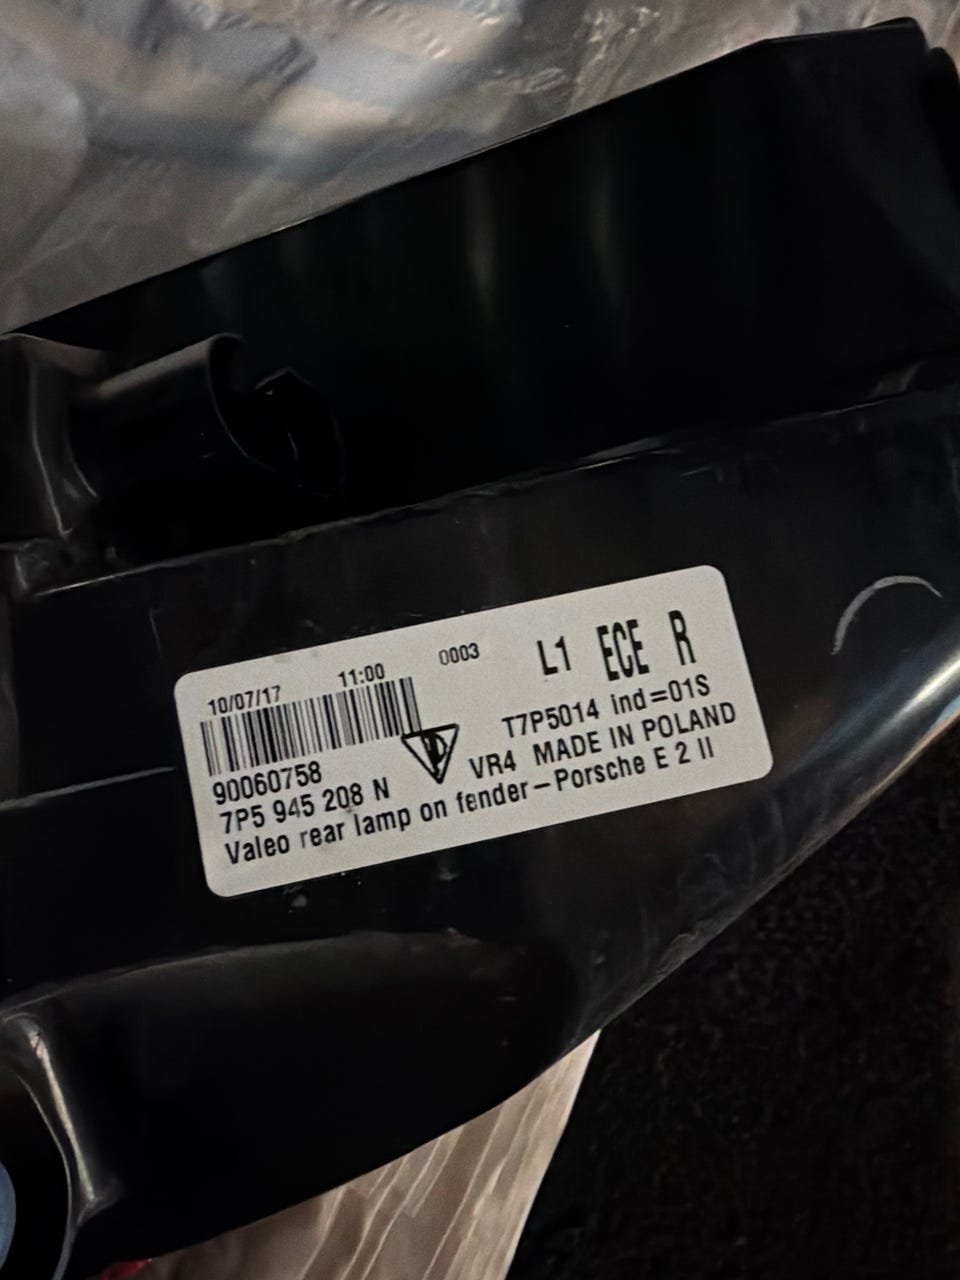 10/07/17 11:00 0003 L1 ECE R
90060758 T7P5014 ind=01S
7P5 945 208 N VR4 MADE IN POLAND
Valeo rear lamp on fender-Porsche E 2 II